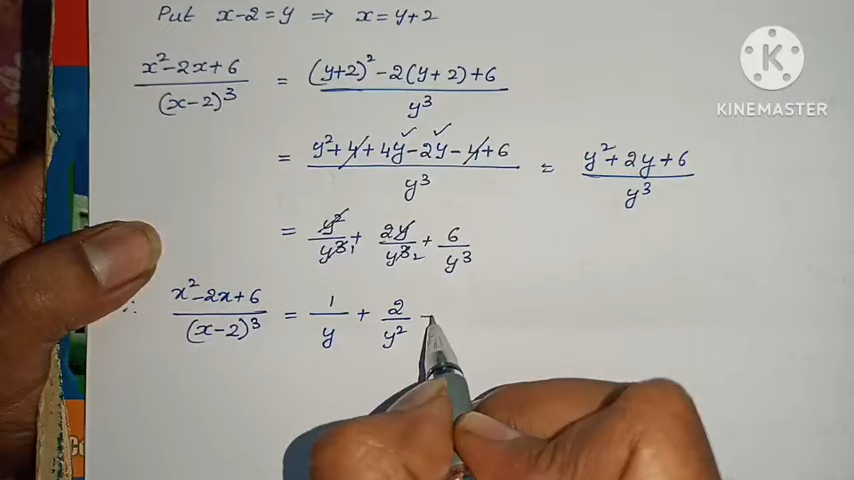 Put x-2=y ⇒ x=y+2
x²-2x+6/(x-2)³ = (y+2)²-2(y+2)+6/y³
K
KINEMASTER
= y²+4+4y-2y-4+6/y³ = y²+2y+6/y³
= y²/y³ 1 + 2y/y³ 2 + 6/y³
∴ x²-2x+6/(x-2)³ = 1/y + 2/y² -